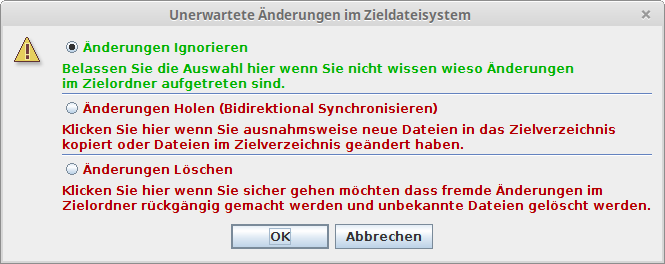 Unerwartete Änderungen im Zieldateisystem
Änderungen Ignorieren
Belassen Sie die Auswahl hier wenn Sie nicht wissen wieso Änderungen
im Zielordner aufgetreten sind.
Änderungen Holen (Bidirektional Synchronisieren)
Klicken Sie hier wenn Sie ausnahmsweise neue Dateien in das Zielverzeichnis
kopiert oder Dateien im Zielverzeichnis geändert haben.
Änderungen Löschen
Klicken Sie hier wenn Sie sicher gehen möchten dass fremde Änderungen im
Zielordner rückgängig gemacht werden und unbekannte Dateien gelöscht werden.
OK Abbrechen